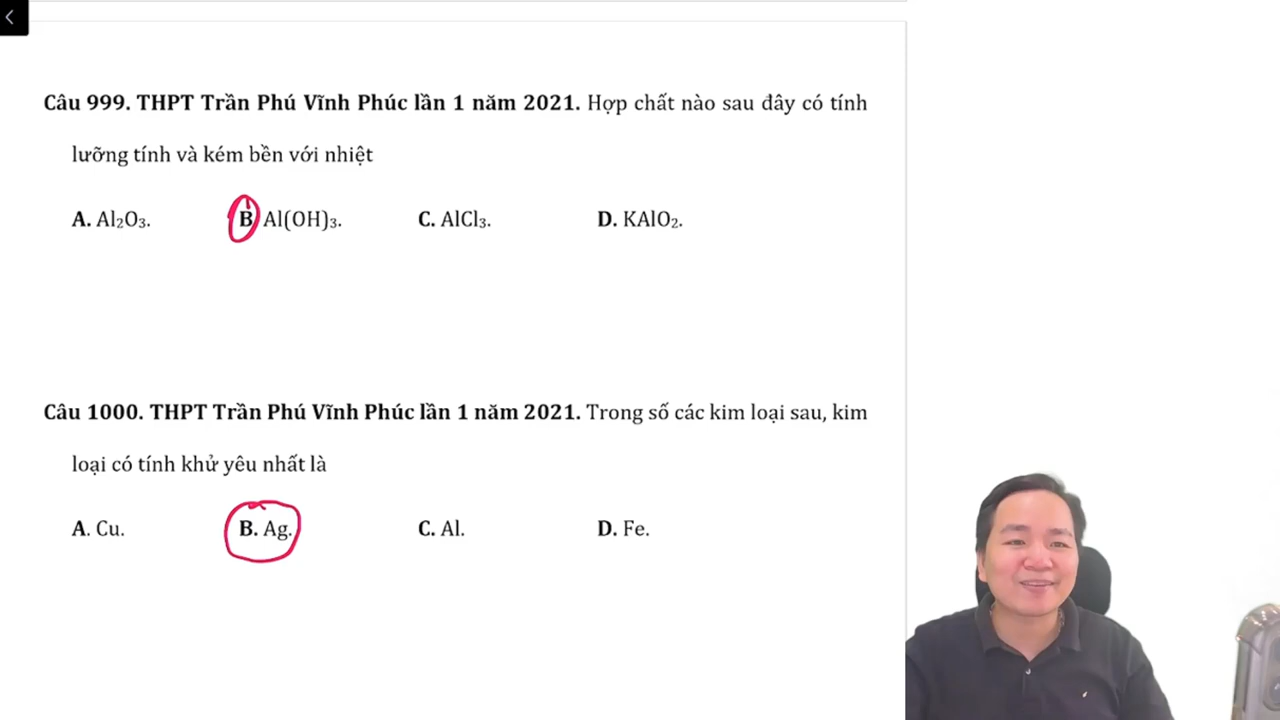 Câu 999. THPT Trần Phú Vĩnh Phúc lần 1 năm 2021. Hợp chất nào sau đây có tính
lưỡng tính và kém bền với nhiệt
A. Al₂O₃. B Al(OH)₃. C. AlCl₃. D. KAlO₂.
Câu 1000. THPT Trần Phú Vĩnh Phúc lần 1 năm 2021. Trong số các kim loại sau, kim
loại có tính khử yêu nhất là
A. Cu. B. Ag. C. Al. D. Fe.